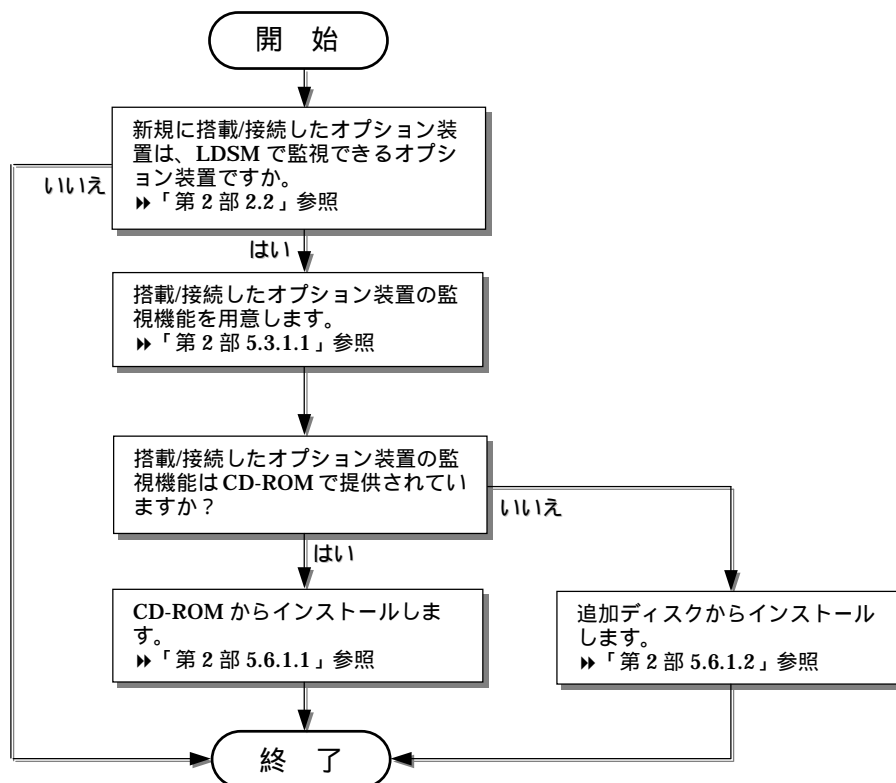 開 始
新規に搭載/接続したオプション装
置は、LDSM で監視できるオプシ
ョン装置ですか。
▶▶「第 2 部 2.2」参照
いいえ
はい
搭載/接続したオプション装置の監
視機能を用意します。
▶▶「第 2 部 5.3.1.1」参照
搭載/接続したオプション装置の監
視機能は CD-ROM で提供されてい
ますか?
いいえ
はい
CD-ROM からインストールしま
す。
▶▶「第 2 部 5.6.1.1」参照
追加ディスクからインストール
します。
▶▶「第 2 部 5.6.1.2」参照
終 了